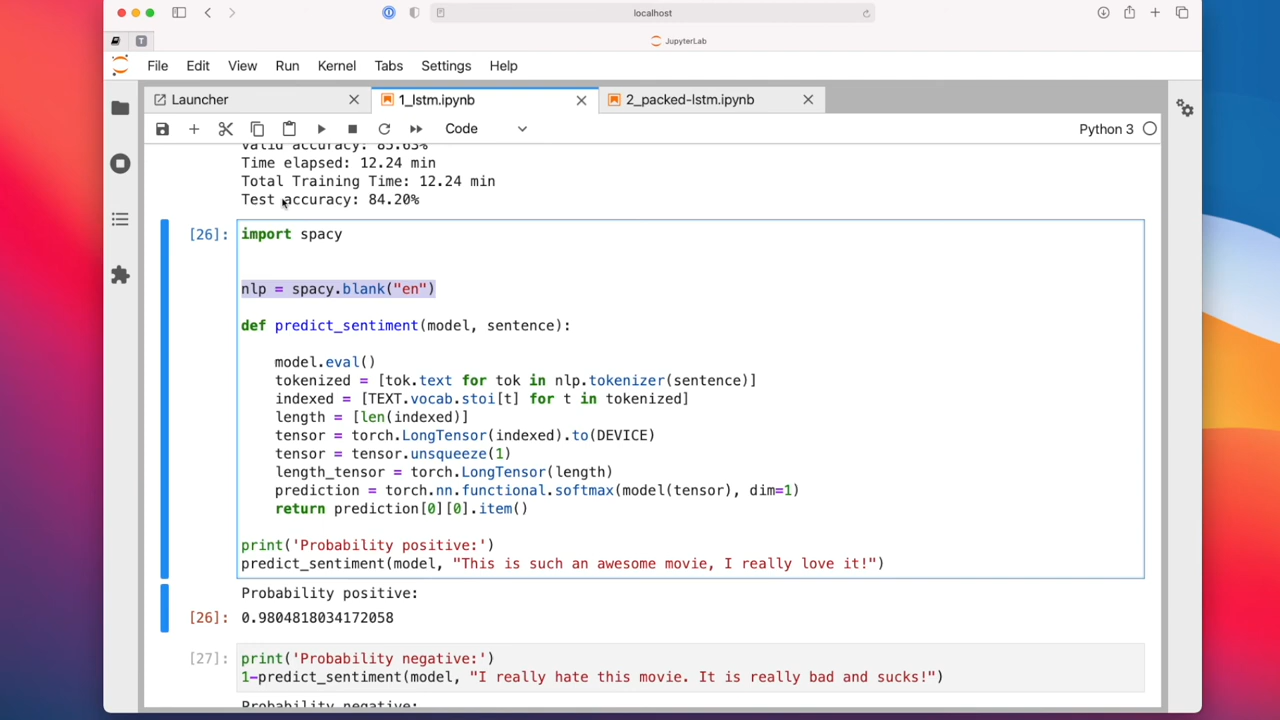 localhost
T
JupyterLab
File Edit View Run Kernel Tabs Settings Help
Launcher 1_lstm.ipynb 2_packed-lstm.ipynb
Code Python 3
Valid accuracy: 85.63%
Time elapsed: 12.24 min
Total Training Time: 12.24 min
Test accuracy: 84.20%
[26]: import spacy
nlp = spacy.blank("en")
def predict_sentiment(model, sentence):
model.eval()
tokenized = [tok.text for tok in nlp.tokenizer(sentence)]
indexed = [TEXT.vocab.stoi[t] for t in tokenized]
length = [len(indexed)]
tensor = torch.LongTensor(indexed).to(DEVICE)
tensor = tensor.unsqueeze(1)
length_tensor = torch.LongTensor(length)
prediction = torch.nn.functional.softmax(model(tensor), dim=1)
return prediction[0][0].item()
print('Probability positive:')
predict_sentiment(model, "This is such an awesome movie, I really love it!")
Probability positive:
[26]: 0.9804818034172058
[27]: print('Probability negative:')
1-predict_sentiment(model, "I really hate this movie. It is really bad and sucks!")
Probability negative: